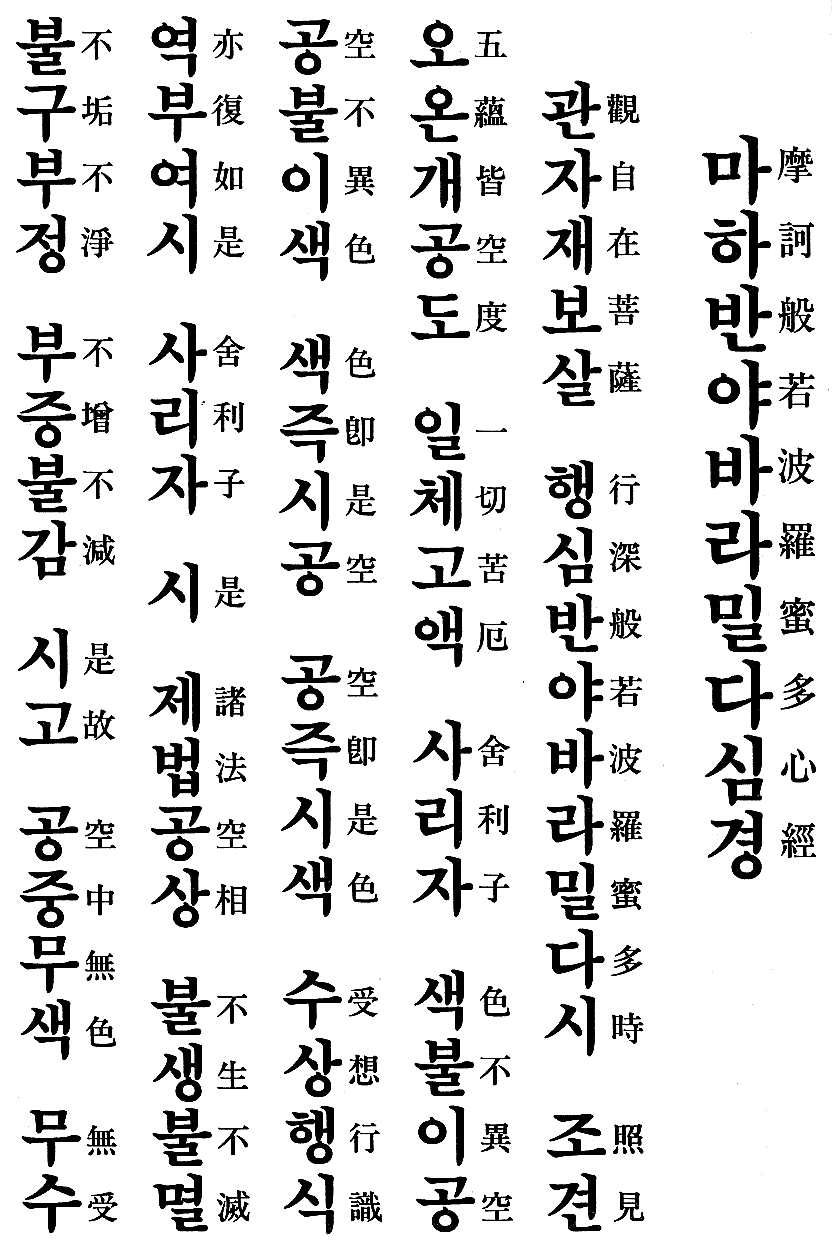 마하반야바라밀다심경
摩訶般若波羅蜜多心經
관자재보살 행심반야바라밀다시 조견
觀自在菩薩 行深般若波羅蜜多時 照見
오온개공도 일체고액 사리자 색불이공
五蘊皆空度 一切苦厄 舍利子 色不異空
공불이색 색즉시공 공즉시색 수상행식
空不異色 色卽是空 空卽是色 受想行識
역부여시 사리자 시 제법공상 불생불멸
亦復如是 舍利子 是 諸法空相 不生不滅
불구부정 부중불감 시고 공중무색 무수
不垢不淨 不增不減 是故 空中無色 無受